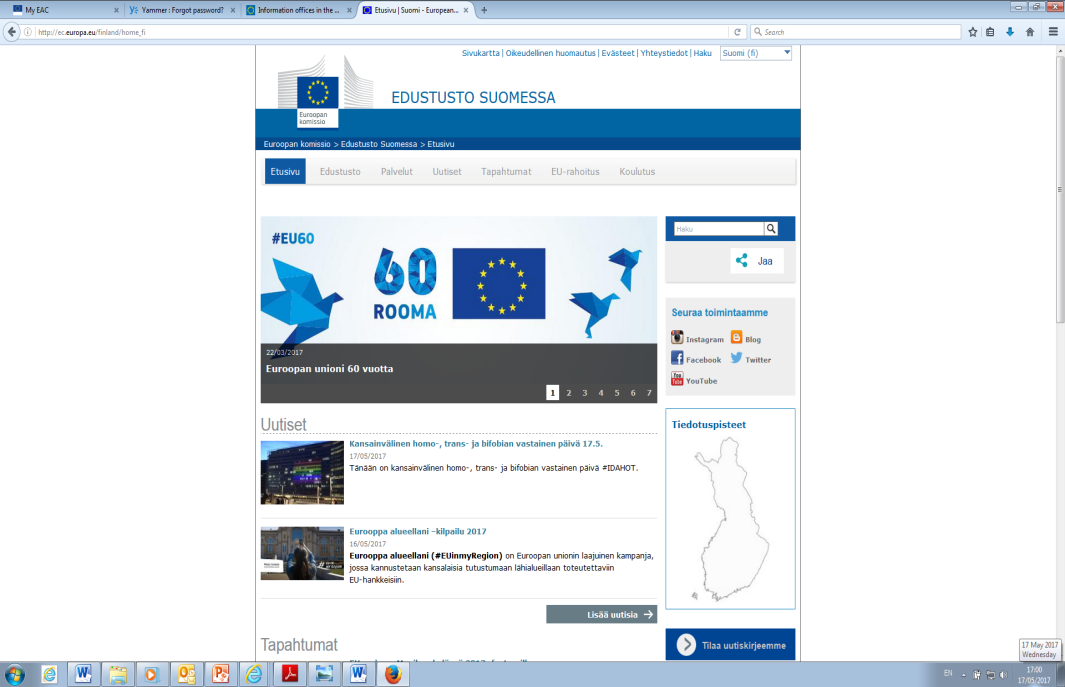 My EAC
Yammer : Forgot password?
Information offices in the ...
Etusivu | Suomi - European...
http://ec.europa.eu/finland/home_fi
Search
Sivukartta | Oikeudellinen huomautus | Evästeet | Yhteystiedot | Haku
Suomi (fi)
EDUSTUSTO SUOMESSA
Euroopan
komissio
Euroopan komissio > Edustusto Suomessa > Etusivu
Etusivu Edustusto Palvelut Uutiset Tapahtumat EU-rahoitus Koulutus
#EU60
60
ROOMA
22/03/2017
Euroopan unioni 60 vuotta
1 2 3 4 5 6 7
Haku
Jaa
Seuraa toimintaamme
Instagram Blog
Facebook Twitter
YouTube
Uutiset
Kansainvälinen homo-, trans- ja bifobian vastainen päivä 17.5.
17/05/2017
Tänään on kansainvälinen homo-, trans- ja bifobian vastainen päivä #IDAHOT.
Eurooppa alueellani –kilpailu 2017
16/05/2017
Eurooppa alueellani (#EUinmyRegion) on Euroopan unionin laajuinen kampanja,
jossa kannustetaan kansalaisia tutustumaan lähialueillaan toteutettaviin
EU-hankkeisiin.
Lisää uutisia
Tiedotuspisteet
Tilaa uutiskirjeemme
Tapahtumat
17 May 2017
Wednesday
EN
17:00
17/05/2017